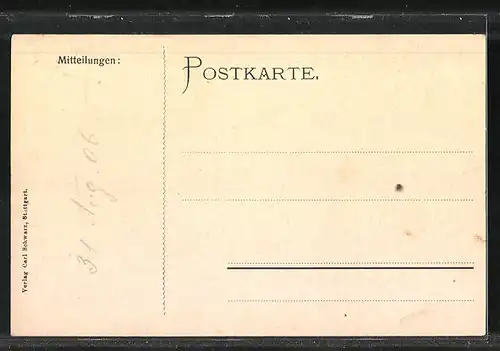 Mitteilungen:
POSTKARTE.
31 Aug. 06
Verlag Carl Schwarz, Stuttgart.